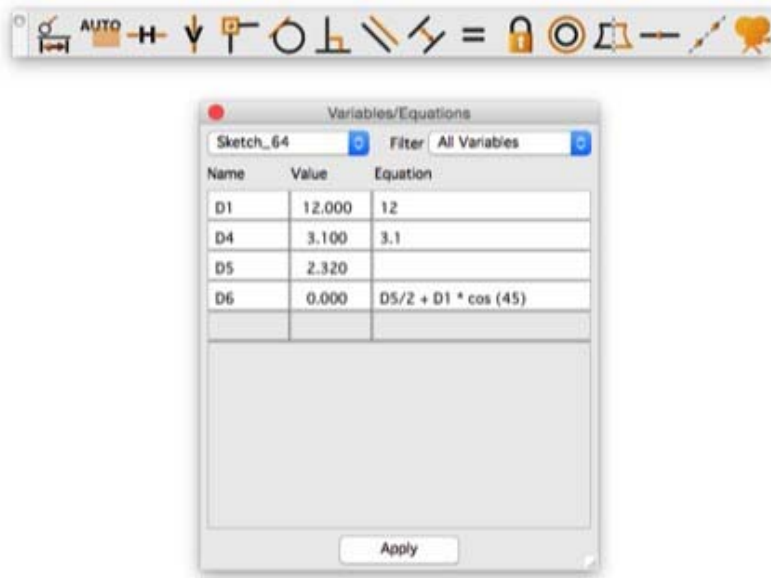 AUTO
H
V
Variables/Equations
Sketch_64 Filter All Variables
Name Value Equation
D1 12.000 12
D4 3.100 3.1
D5 2.320
D6 0.000 D5/2 + D1 * cos (45)
Apply